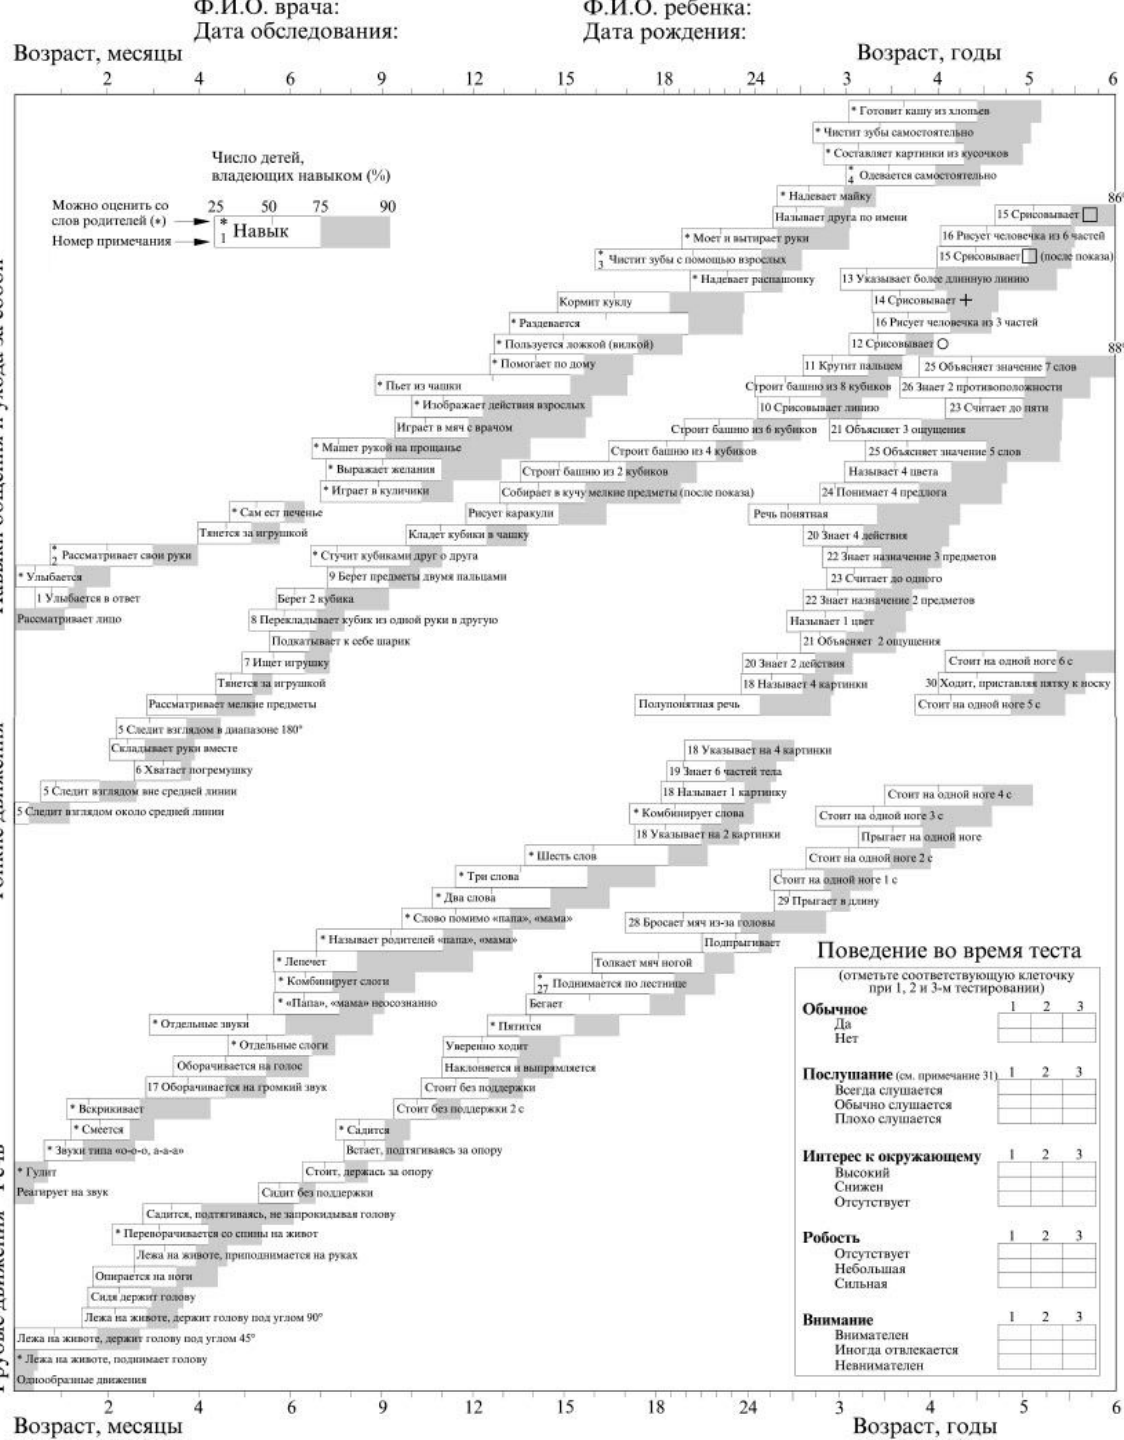 Ф.И.О. врача:
Ф.И.О. ребенка:
Дата обследования:
Дата рождения:
Возраст, месяцы
Возраст, годы
2 4 6 9 12 15 18 24 3 4 5 6
Число детей,
владеющих навыком (%)
25 50 75 90
Можно оценить со
слов родителей (*)
Номер примечания
* 1 Навык
* Готовит кашу из хлопьев
* Чистит зубы самостоятельно
* Составляет картинки из кусочков
* 4 Одевается самостоятельно
* Надевает майку
86
Называет друга по имени
15 Срисовывает □
* Моет и вытирает руки
16 Рисует человечка из 6 частей
* 3 Чистит зубы с помощью взрослых
15 Срисовывает □ (после показа)
* Надевает распашонку
13 Указывает более длинную линию
Кормит куклу
14 Срисовывает +
* Раздевается
16 Рисует человечка из 3 частей
* Пользуется ложкой (вилкой)
12 Срисовывает ○
88
* Помогает по дому
11 Крутит пальцем
25 Объясняет значение 7 слов
* Пьет из чашки
Строит башню из 8 кубиков
26 Знает 2 противоположности
* Изображает действия взрослых
10 Срисовывает линию
23 Считает до пяти
Играет в мяч с врачом
Строит башню из 6 кубиков
21 Объясняет 3 ощущения
* Машет рукой на прощанье
Строит башню из 4 кубиков
25 Объясняет значение 5 слов
* Выражает желания
Строит башню из 2 кубиков
Называет 4 цвета
* Играет в куличики
Собирает в кучу мелкие предметы (после показа)
24 Понимает 4 предлога
* Сам ест печенье
Рисует каракули
Речь понятная
Тянется за игрушкой
Кладет кубики в чашку
20 Знает 4 действия
* 2 Рассматривает свои руки
* Стучит кубиками друг о друга
22 Знает назначение 3 предметов
* Улыбается
9 Берет предметы двумя пальцами
23 Считает до одного
1 Улыбается в ответ
Берет 2 кубика
22 Знает назначение 2 предметов
Рассматривает лицо
8 Перекладывает кубик из одной руки в другую
Называет 1 цвет
Подкатывает к себе шарик
21 Объясняет 2 ощущения
7 Ищет игрушку
20 Знает 2 действия
Стоит на одной ноге 6 с
Тянется за игрушкой
18 Называет 4 картинки
30 Ходит, приставляя пятку к носку
Рассматривает мелкие предметы
Полупонятная речь
Стоит на одной ноге 5 с
5 Следит взглядом в диапазоне 180°
Складывает руки вместе
18 Указывает на 4 картинки
6 Хватает погремушку
19 Знает 6 частей тела
5 Следит взглядом вне средней линии
18 Называет 1 картинку
Стоит на одной ноге 4 с
5 Следит взглядом около средней линии
* Комбинирует слова
Стоит на одной ноге 3 с
18 Указывает на 2 картинки
Прыгает на одной ноге
* Шесть слов
Стоит на одной ноге 2 с
* Три слова
Стоит на одной ноге 1 с
* Два слова
29 Прыгает в длину
* Слово помимо «папа», «мама»
28 Бросает мяч из-за головы
* Называет родителей «папа», «мама»
Подпрыгивает
* Лепечет
Толкает мяч ногой
* Комбинирует слоги
* 27 Поднимается по лестнице
* «Папа», «мама» неосознанно
Бегает
* Отдельные звуки
* Пятится
* Отдельные слоги
Уверенно ходит
Оборачивается на голос
Наклоняется и выпрямляется
17 Оборачивается на громкий звук
Стоит без поддержки
* Вскрикивает
Стоит без поддержки 2 с
* Смеется
* Садится
* Звуки типа «о-о-о, а-а-а»
Встает, подтягиваясь за опору
* Гулит
Стоит, держась за опору
Реагирует на звук
Сидит без поддержки
Садится, подтягиваясь, не запрокидывая голову
* Переворачивается со спины на живот
Лежа на животе, приподнимается на руках
Опирается на ноги
Сидя держит голову
Лежа на животе, держит голову под углом 90°
Лежа на животе, держит голову под углом 45°
* Лежа на животе, поднимает голову
Однообразные движения
Поведение во время теста
(отметьте соответствующую клеточку
при 1, 2 и 3-м тестировании)
Обычное 1 2 3
Да
Нет
Послушание (см. примечание 31) 1 2 3
Всегда слушается
Обычно слушается
Плохо слушается
Интерес к окружающему 1 2 3
Высокий
Снижен
Отсутствует
Робость 1 2 3
Отсутствует
Небольшая
Сильная
Внимание 1 2 3
Внимателен
Иногда отвлекается
Невнимателен
2 4 6 9 12 15 18 24 3 4 5 6
Возраст, месяцы
Возраст, годы